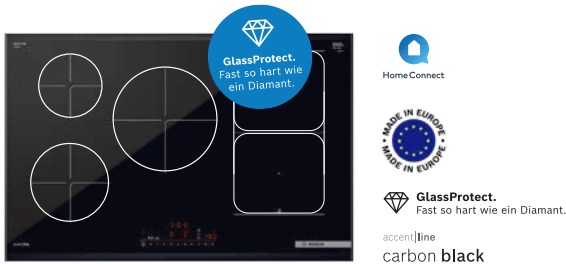 GlassProtect.
Fast so hart wie
ein Diamant.
Home Connect
MADE IN EUROPE
MADE IN EUROPE
GlassProtect.
Fast so hart wie ein Diamant.
accent|line
carbon black
BOSCH